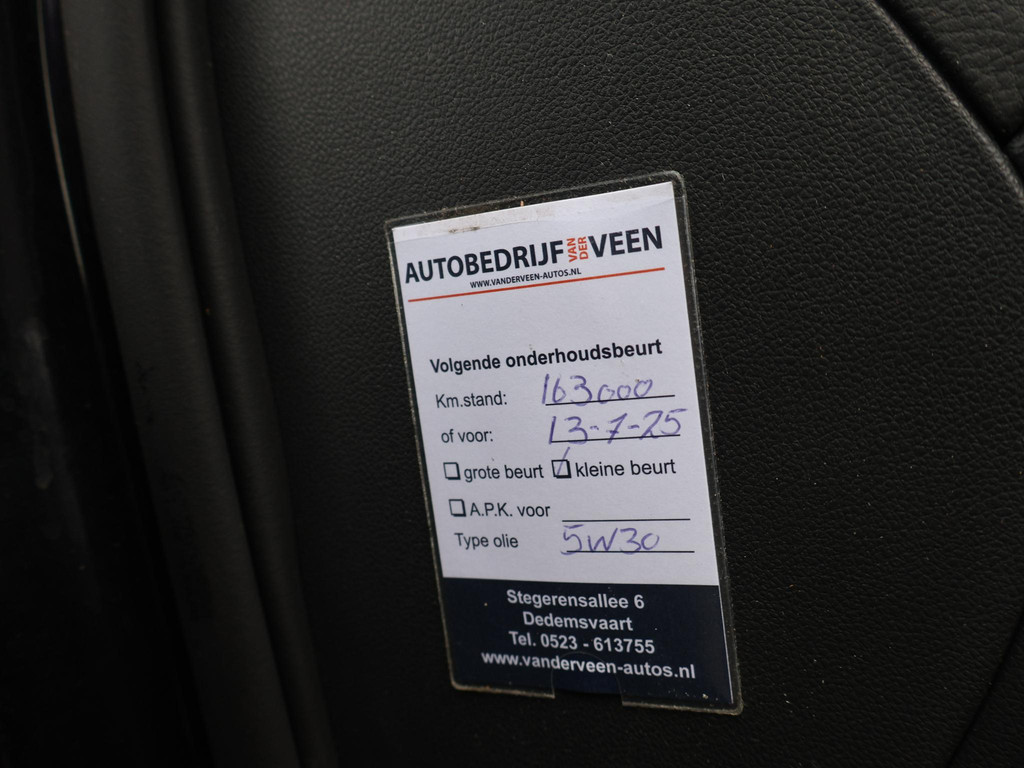 AUTOBEDRIJF VAN DER VEEN
WWW.VANDERVEEN-AUTOS.NL
Volgende onderhoudsbeurt
Km.stand: 163000
of voor: 13-7-25
grote beurt kleine beurt
A.P.K. voor
Type olie 5W30
Stegerensallee 6
Dedemsvaart
Tel. 0523 - 613755
www.vanderveen-autos.nl